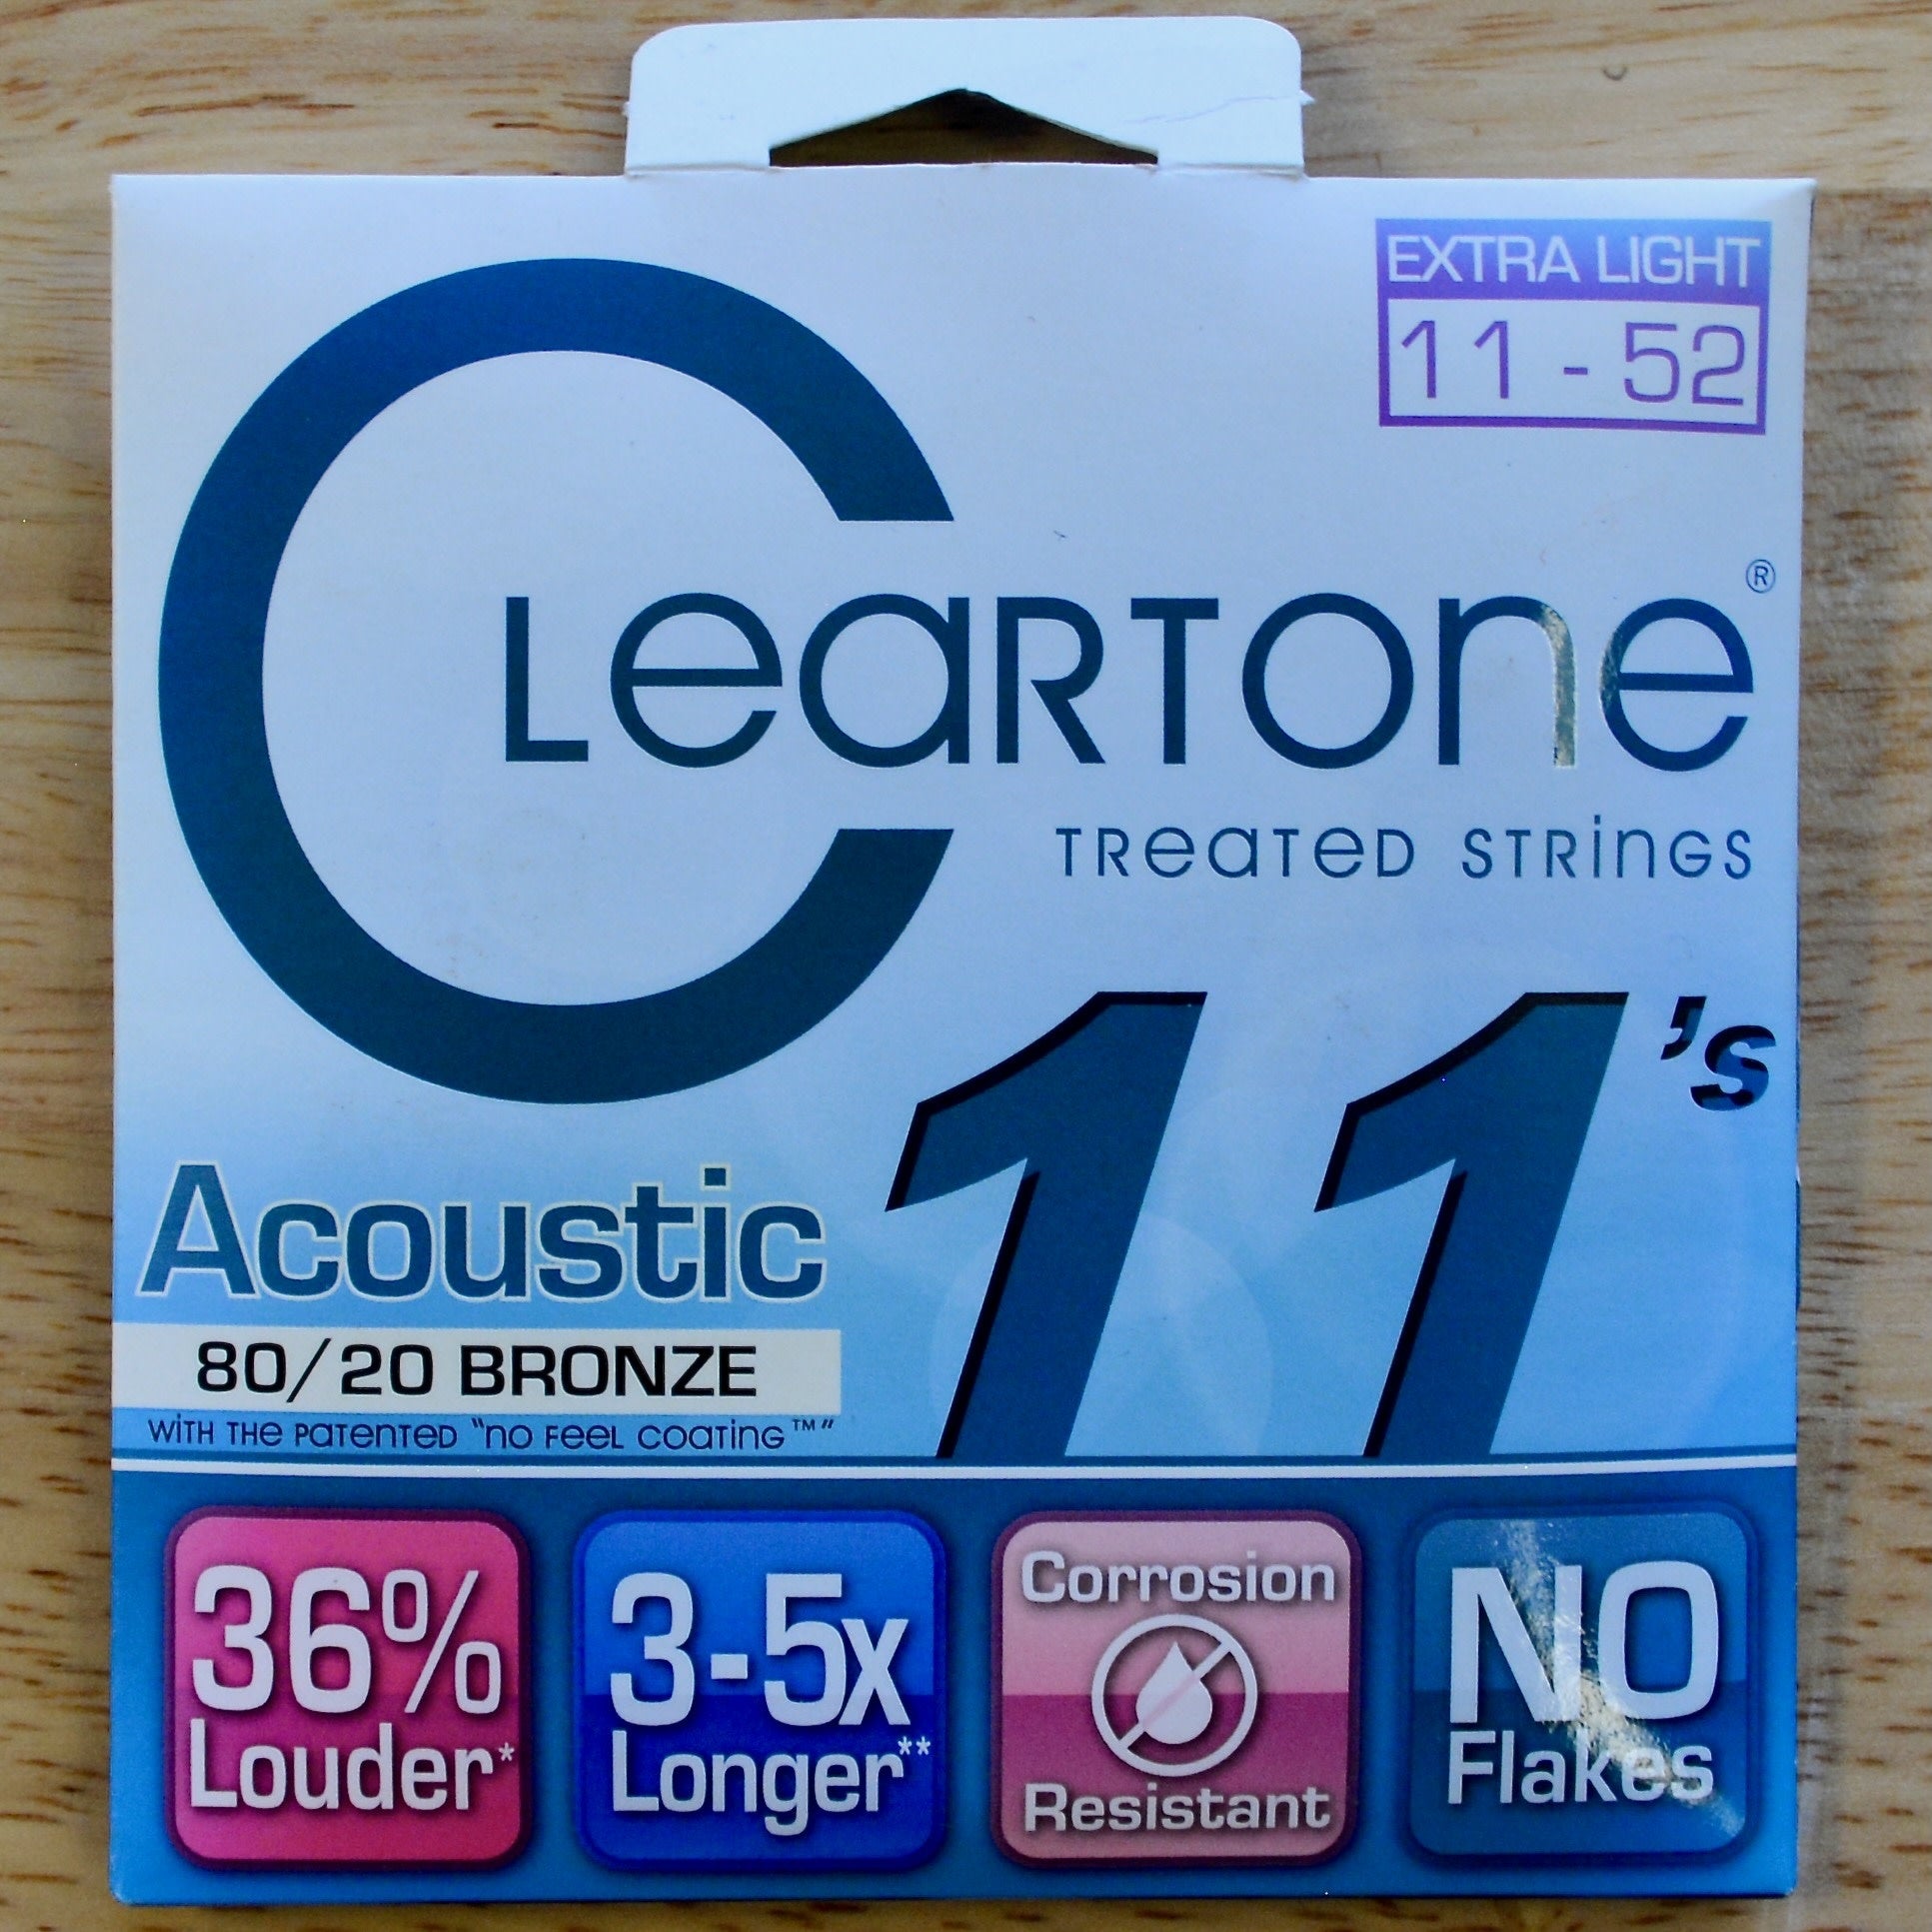 EXTRA LIGHT
11 - 52
CLEARTONE®
TREATED STRINGS
11's
Acoustic
80/20 BRONZE
WITH THE PATENTED "NO FEEL COATING™"
36%
Louder*
3-5x
Longer**
Corrosion
Resistant
NO
Flakes